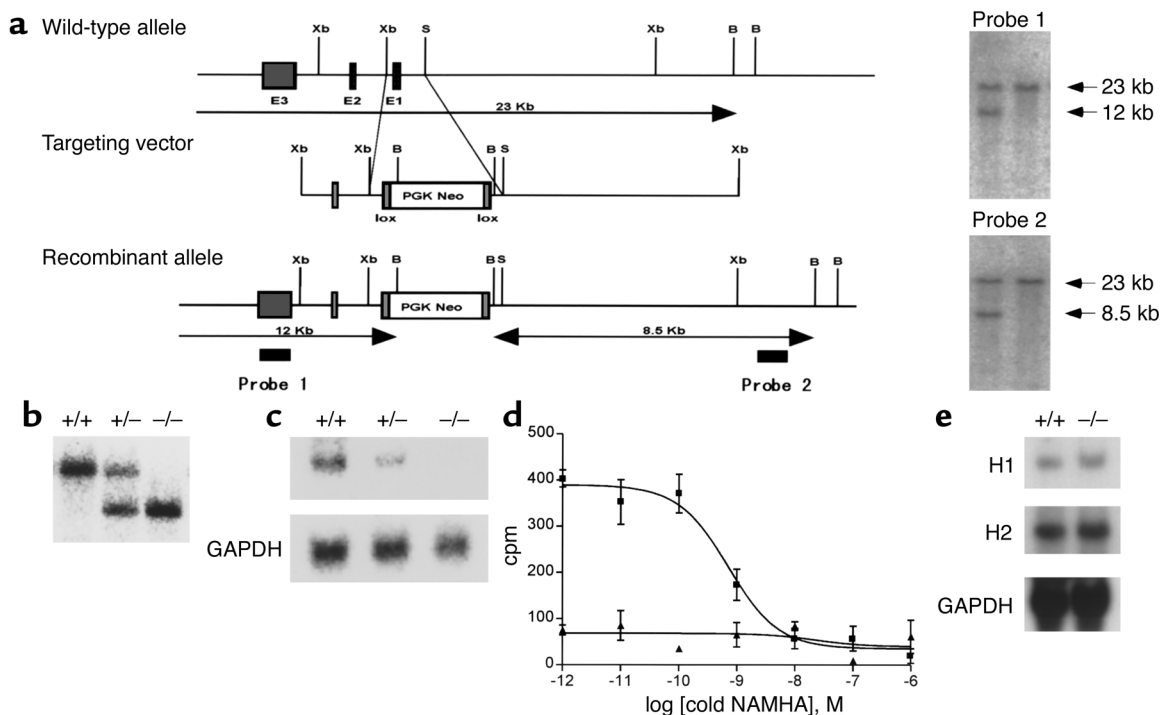 a
Wild-type allele
Xb Xb S Xb B B
E3 E2 E1
23 Kb
Targeting vector
Xb Xb B B S Xb
PGK Neo
lox lox
Recombinant allele
Xb Xb B B S Xb B B
PGK Neo
12 Kb 8.5 Kb
Probe 1 Probe 2
Probe 1
23 kb
12 kb
Probe 2
23 kb
8.5 kb
b
+/+ +/– –/–
c
+/+ +/– –/–
GAPDH
d
500
400
300
200
100
0
cpm
-12 -11 -10 -9 -8 -7 -6
log [cold NAMHA], M
e
+/+ –/–
H1
H2
GAPDH